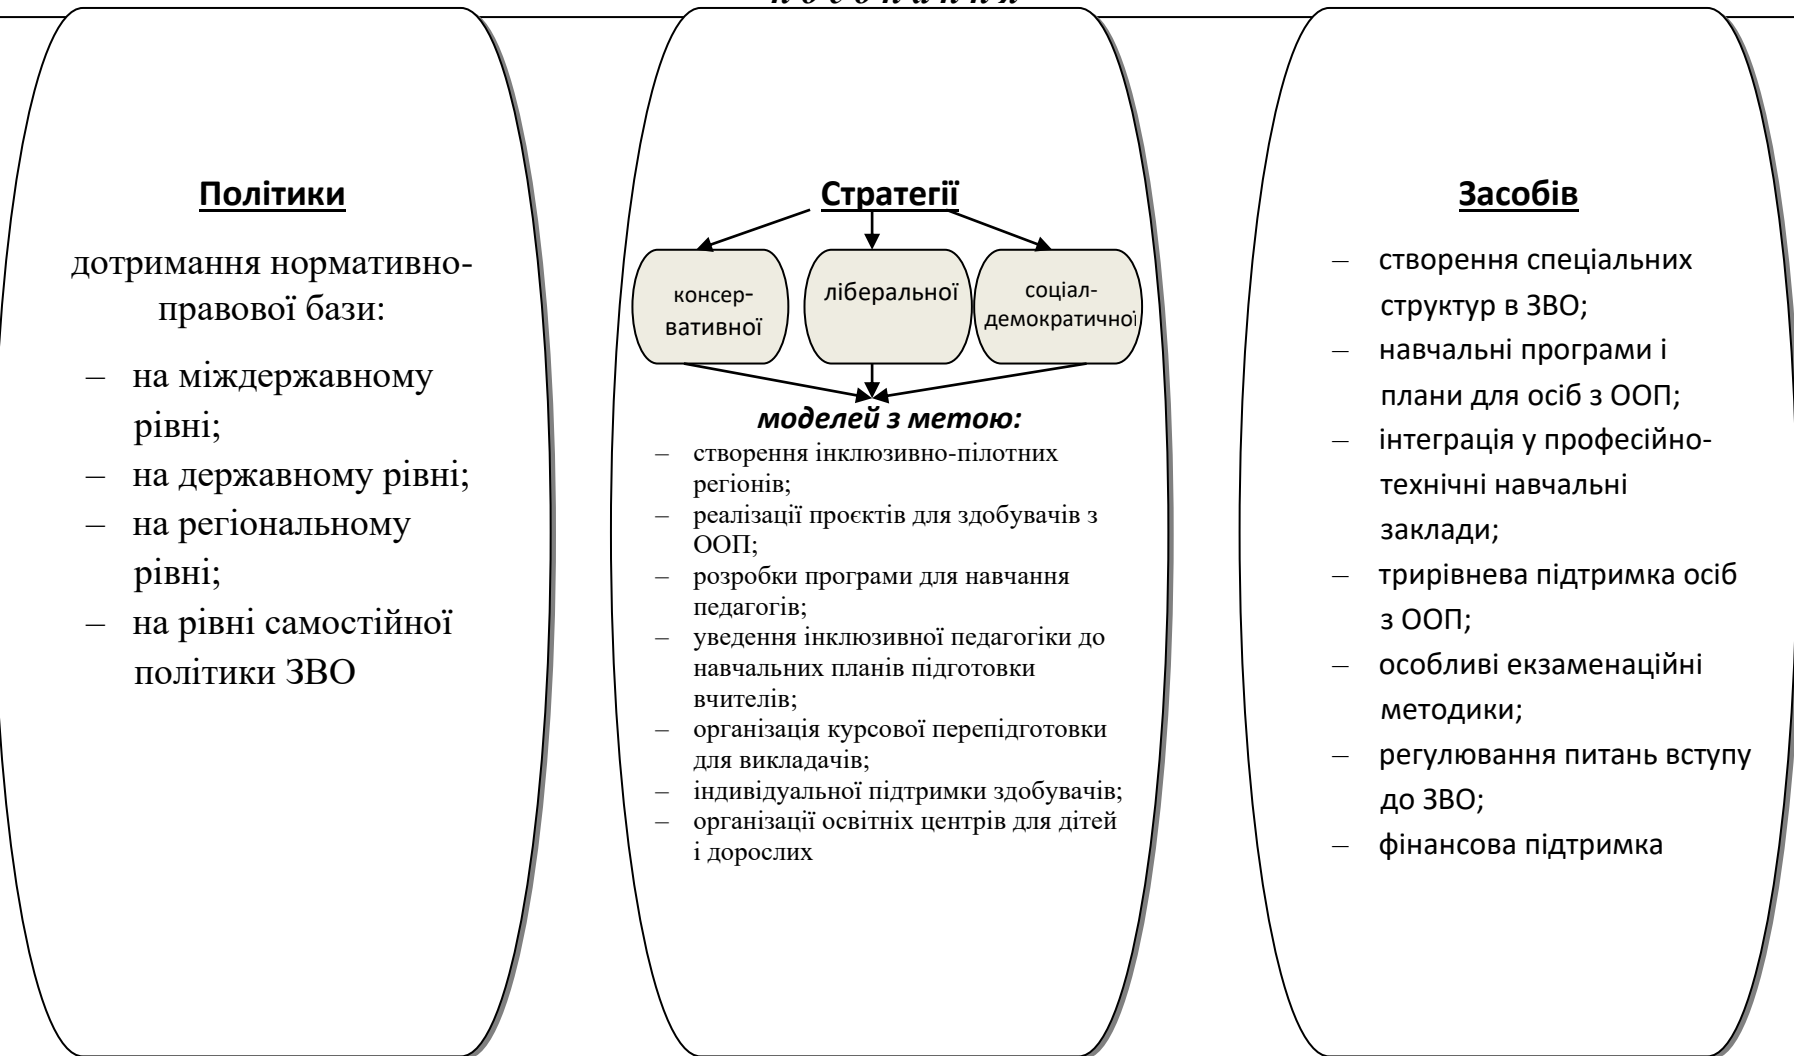 Політики
дотримання нормативно-
правової бази:
– на міждержавному
рівні;
– на державному рівні;
– на регіональному
рівні;
– на рівні самостійної
політики ЗВО
Стратегії
консер-
вативної
ліберальної
соціал-
демократичної
моделей з метою:
– створення інклюзивно-пілотних
регіонів;
– реалізації проєктів для здобувачів з
ООП;
– розробки програми для навчання
педагогів;
– уведення інклюзивної педагогіки до
навчальних планів підготовки
вчителів;
– організація курсової перепідготовки
для викладачів;
– індивідуальної підтримки здобувачів;
– організації освітніх центрів для дітей
і дорослих
Засобів
– створення спеціальних
структур в ЗВО;
– навчальні програми і
плани для осіб з ООП;
– інтеграція у професійно-
технічні навчальні
заклади;
– трирівнева підтримка осіб
з ООП;
– особливі екзаменаційні
методики;
– регулювання питань вступу
до ЗВО;
– фінансова підтримка